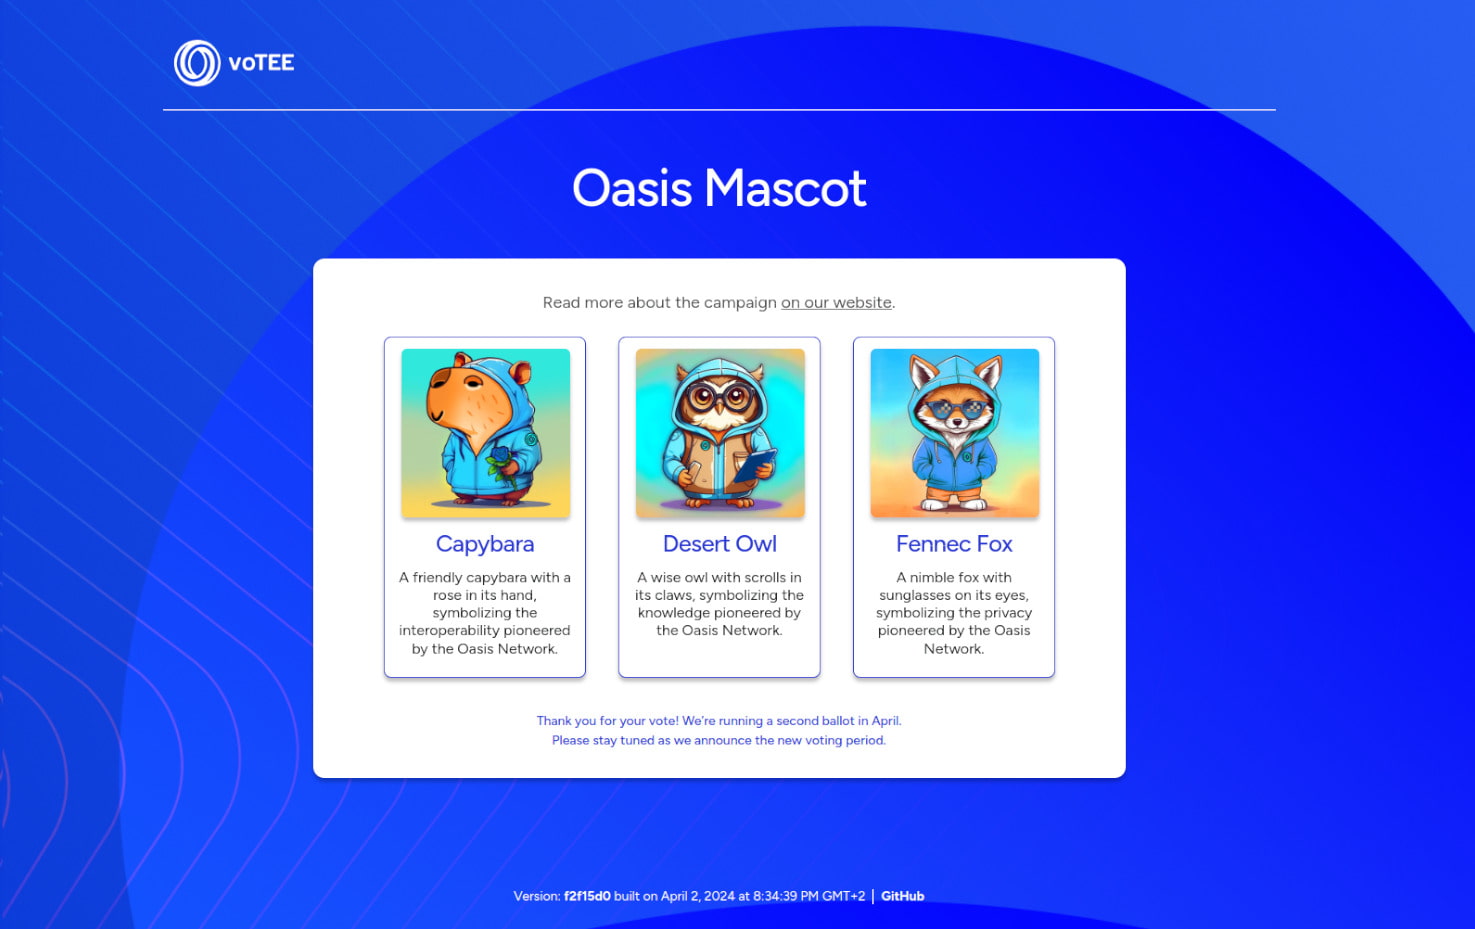 voTEE
Oasis Mascot
Read more about the campaign on our website.
Capybara
A friendly capybara with a
rose in its hand,
symbolizing the
interoperability pioneered
by the Oasis Network.
Desert Owl
A wise owl with scrolls in
its claws, symbolizing the
knowledge pioneered by
the Oasis Network.
Fennec Fox
A nimble fox with
sunglasses on its eyes,
symbolizing the privacy
pioneered by the Oasis
Network.
Thank you for your vote! We're running a second ballot in April.
Please stay tuned as we announce the new voting period.
Version: f2f15d0 built on April 2, 2024 at 8:34:39 PM GMT+2 | GitHub